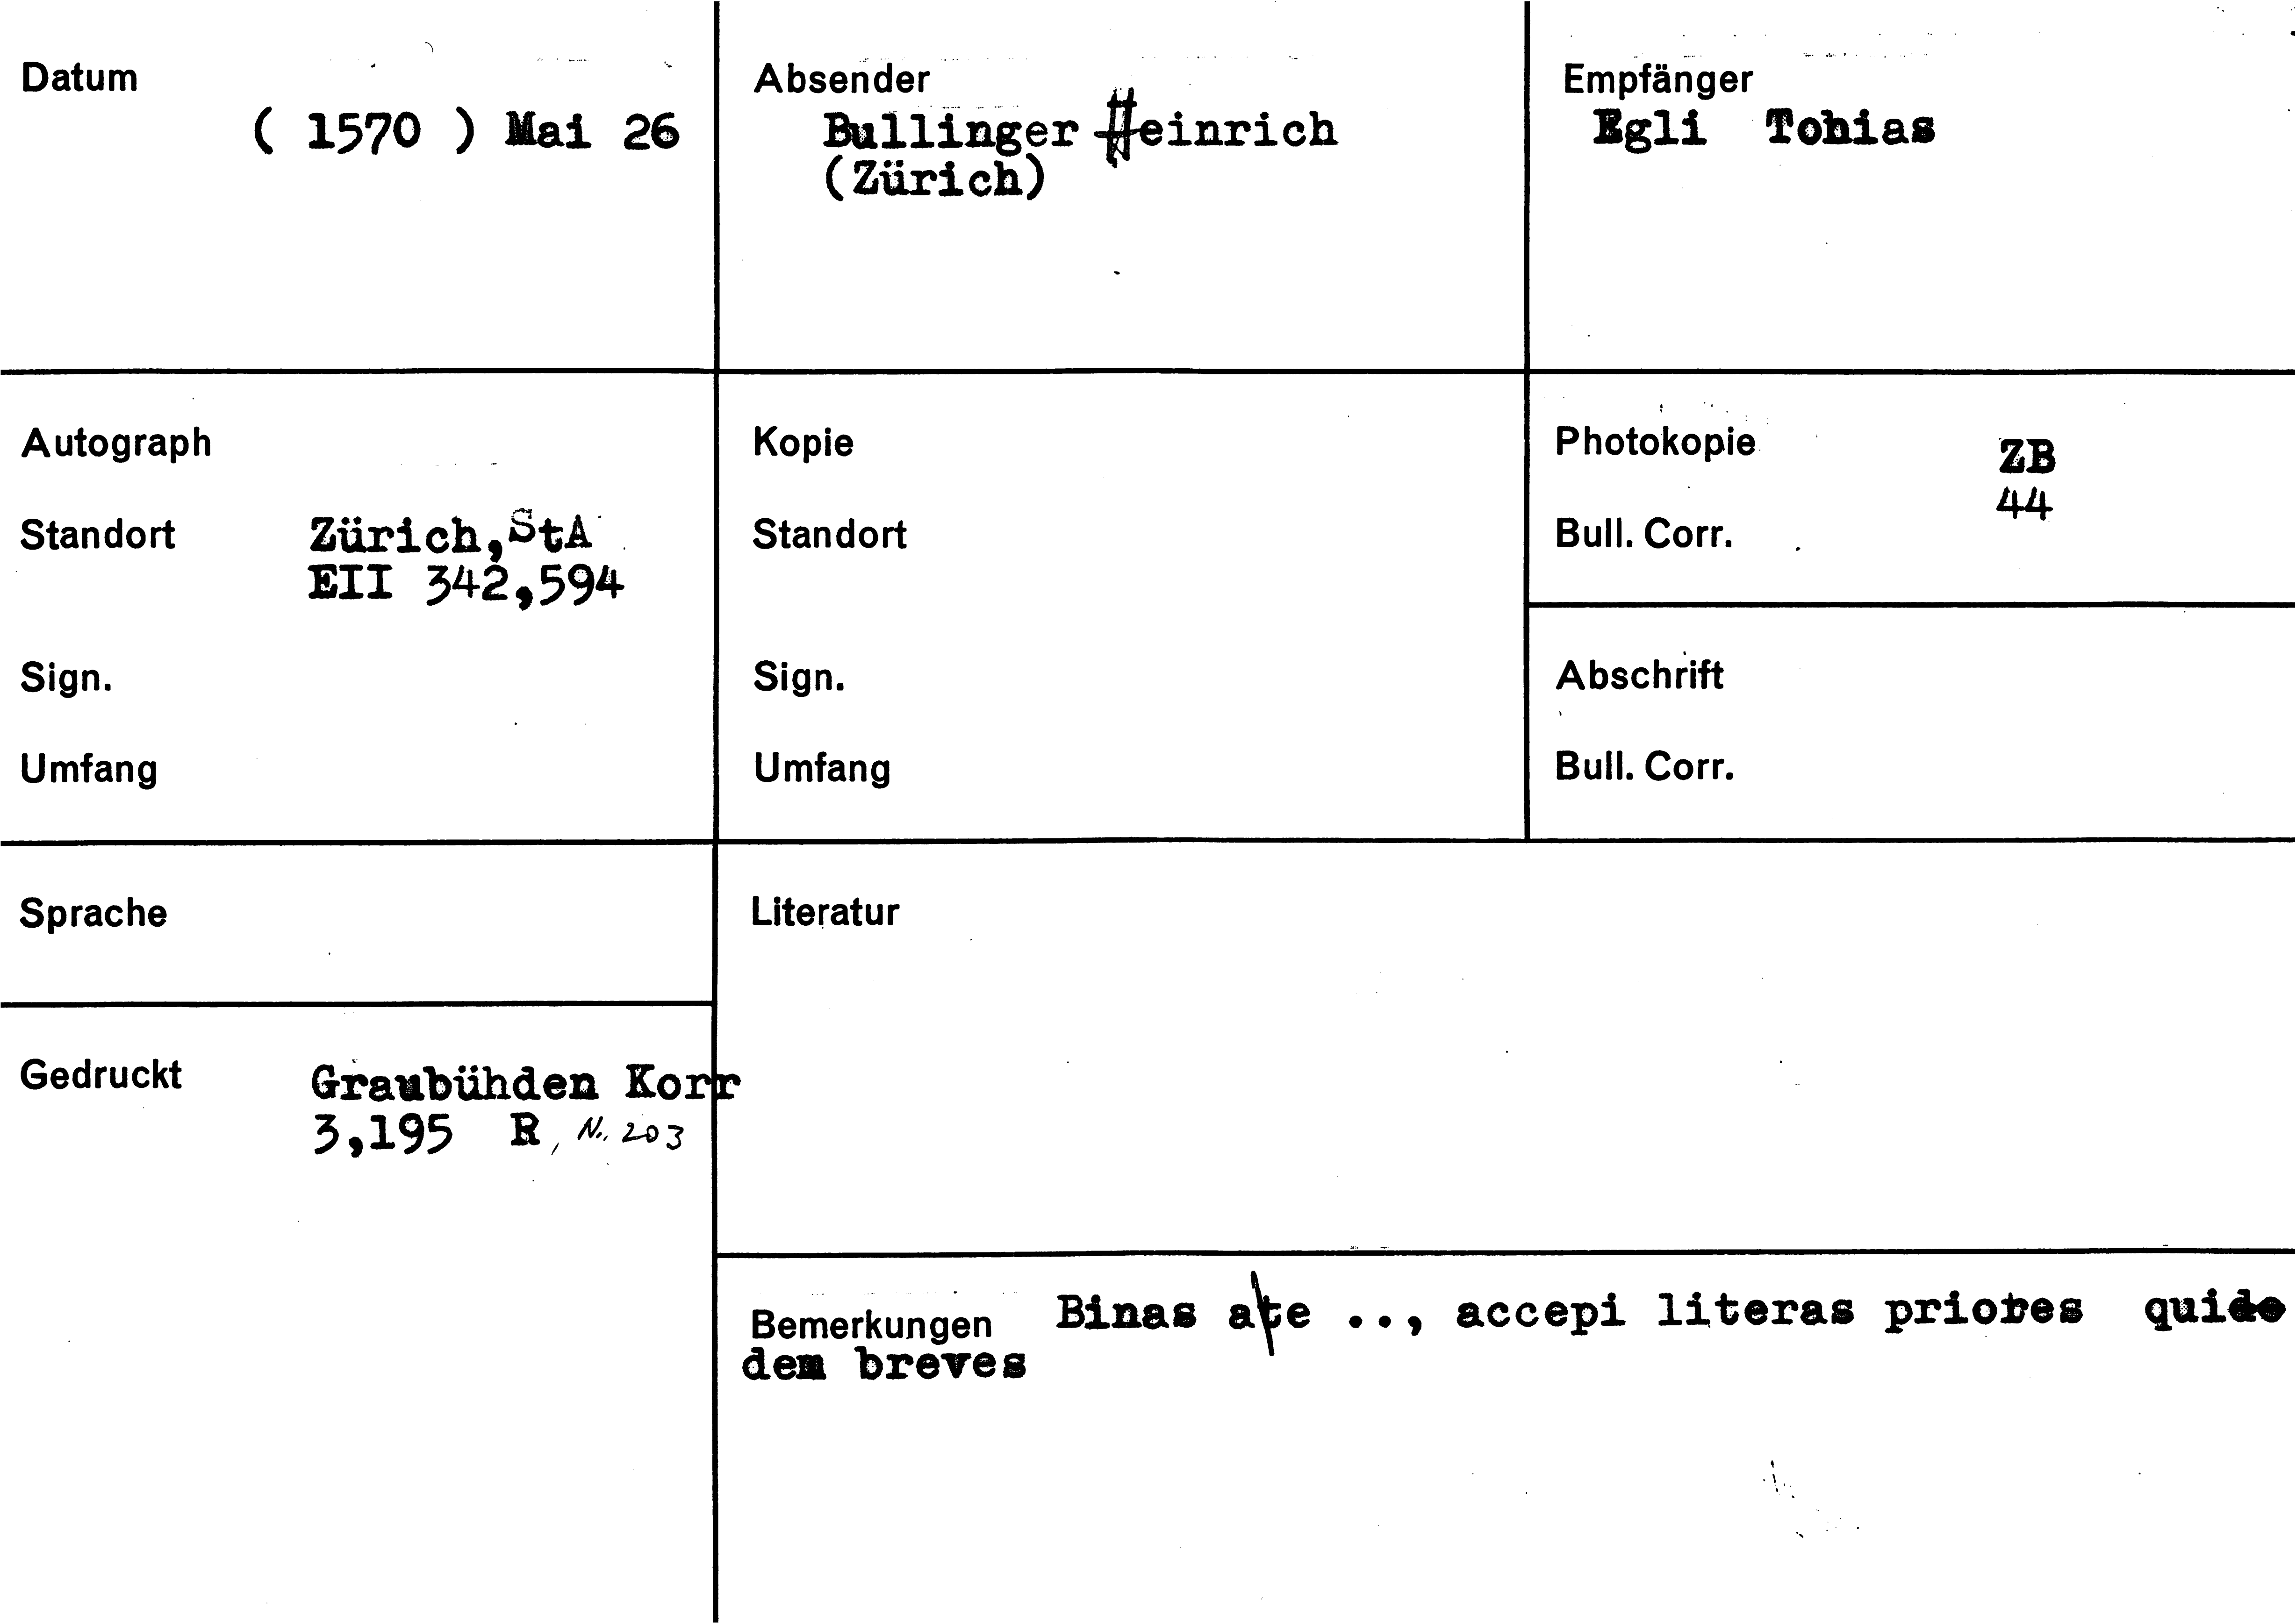 Datum
( 1570 ) Mai 26
Absender
Bullinger Heinrich
(Zürich)
Empfänger
Egli Tobias
Autograph
Standort Zürich, StA
EII 342,594
Sign.
Umfang
Kopie
Standort
Sign.
Umfang
Photokopie ZB
44
Bull. Corr.
Abschrift
Bull. Corr.
Sprache
Literatur
Gedruckt Graubühden Korr
3,195 R, N. 203
Bemerkungen Binas a te .., accepi literas priores qui
dem breves